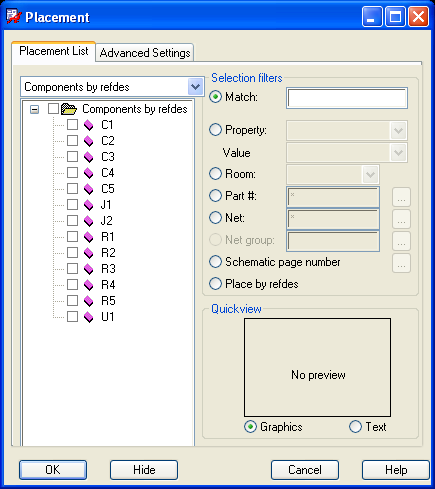 Placement
Placement List
Advanced Settings
Components by refdes
Components by refdes
C1
C2
C3
C4
C5
J1
J2
R1
R2
R3
R4
R5
U1
Selection filters
Match:
Property:
Value
Room:
Part #:
*
...
Net:
*
...
Net group:
...
Schematic page number
...
Place by refdes
Quickview
No preview
Graphics
Text
OK
Hide
Cancel
Help